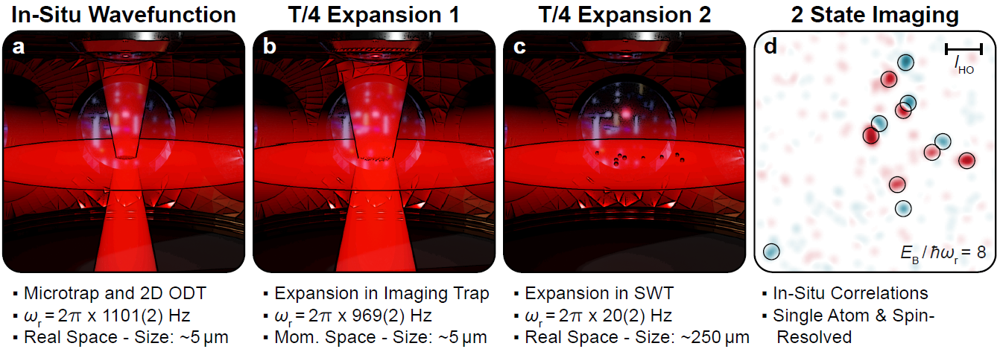 In-Situ Wavefunction
T/4 Expansion 1
T/4 Expansion 2
2 State Imaging
a
b
c
d
l_HO
E_B / ħω_r = 8
▪ Microtrap and 2D ODT
▪ ω_r = 2π x 1101(2) Hz
▪ Real Space - Size: ~5 μm
▪ Expansion in Imaging Trap
▪ ω_r = 2π x 969(2) Hz
▪ Mom. Space - Size: ~5 μm
▪ Expansion in SWT
▪ ω_r = 2π x 20(2) Hz
▪ Real Space - Size: ~250 μm
▪ In-Situ Correlations
▪ Single Atom & Spin-
Resolved